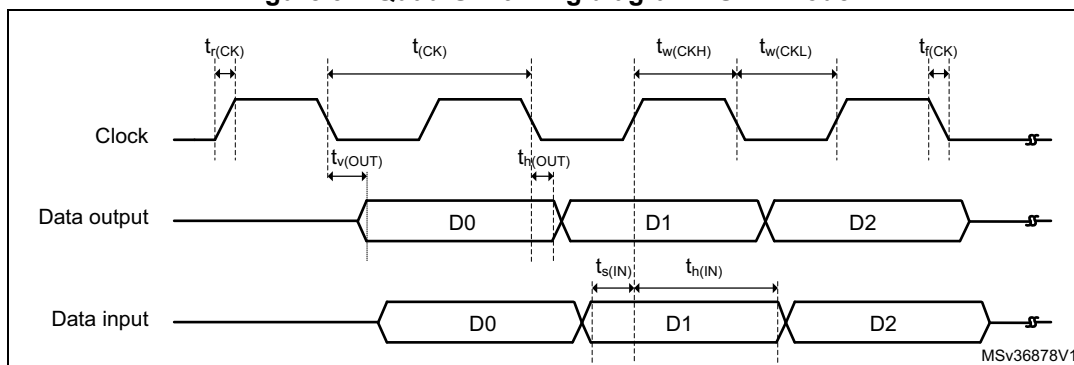 t_r(CK) t_(CK) t_w(CKH) t_w(CKL) t_f(CK)
Clock
t_v(OUT) t_h(OUT)
Data output D0 D1 D2
t_s(IN) t_h(IN)
Data input D0 D1 D2
MSv36878V1